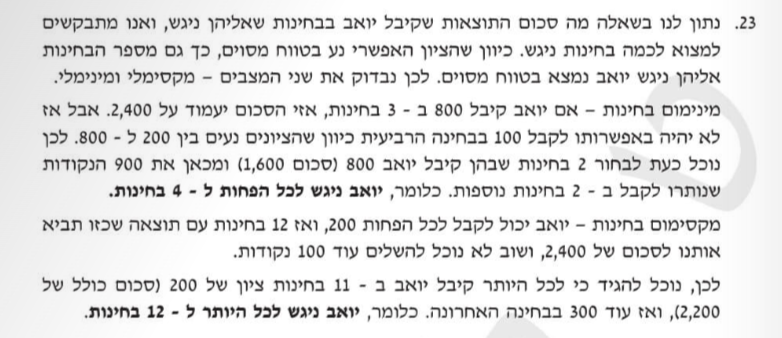 23. נתון לנו בשאלה מה סכום התוצאות שקיבל יואב בבחינות שאליהן ניגש, ואנו מתבקשים
למצוא לכמה בחינות ניגש. כיוון שהציון האפשרי נע בטווח מסוים, כך גם מספר הבחינות
אליהן ניגש יואב נמצא בטווח מסוים. לכן נבדוק את שני המצבים – מקסימלי ומינימלי.
מינימום בחינות – אם יואב קיבל 800 ב - 3 בחינות, אזי הסכום יעמוד על 2,400. אבל אז
לא יהיה באפשרותו לקבל 100 בבחינה הרביעית כיוון שהציונים נעים בין 200 ל - 800. לכן
נוכל כעת לבחור 2 בחינות שבהן קיבל יואב 800 (סכום 1,600) ומכאן את 900 הנקודות
שנותרו לקבל ב - 2 בחינות נוספות. כלומר, יואב ניגש לכל הפחות ל - 4 בחינות.
מקסימום בחינות – יואב יכול לקבל לכל הפחות 200, ואז 12 בחינות עם תוצאה שכזו תביא
אותנו לסכום של 2,400, ושוב לא נוכל להשלים עוד 100 נקודות.
לכן, נוכל להגיד כי לכל היותר קיבל יואב ב - 11 בחינות ציון של 200 (סכום כולל של
2,200), ואז עוד 300 בבחינה האחרונה. כלומר, יואב ניגש לכל היותר ל - 12 בחינות.